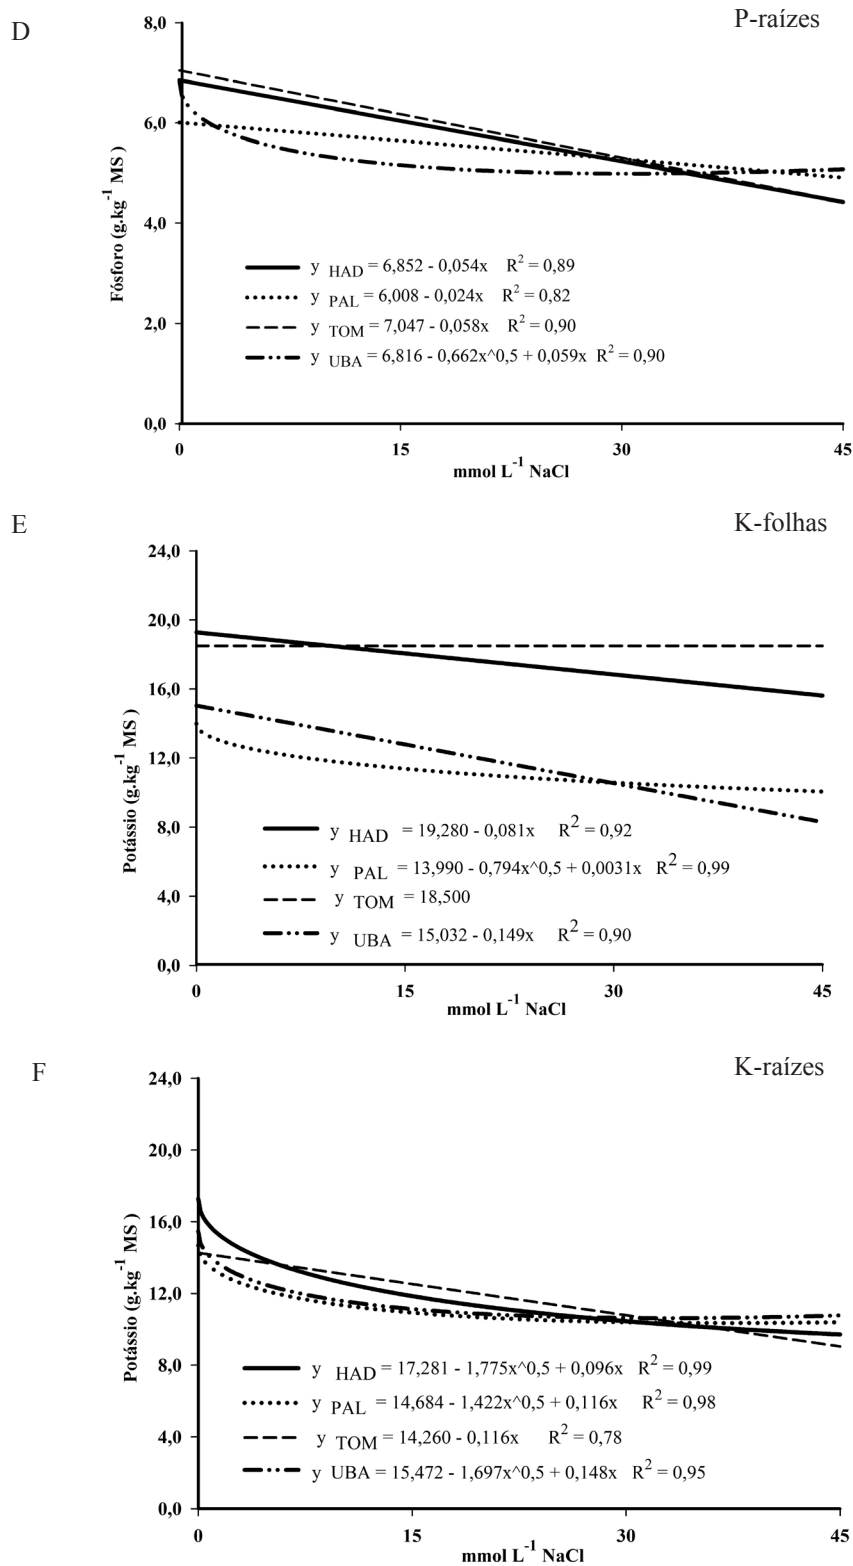 D
P-raízes
8,0
6,0
4,0
2,0
0,0
Fósforo (g.kg-1 MS )
y HAD = 6,852 - 0,054x R2 = 0,89
y PAL = 6,008 - 0,024x R2 = 0,82
y TOM = 7,047 - 0,058x R2 = 0,90
y UBA = 6,816 - 0,662x^0,5 + 0,059x R2 = 0,90
0 15 30 45
mmol L-1 NaCl
E
K-folhas
24,0
20,0
16,0
12,0
8,0
4,0
0,0
Potássio (g.kg-1 MS )
y HAD = 19,280 - 0,081x R2 = 0,92
y PAL = 13,990 - 0,794x^0,5 + 0,0031x R2 = 0,99
y TOM = 18,500
y UBA = 15,032 - 0,149x R2 = 0,90
0 15 30 45
mmol L-1 NaCl
F
K-raízes
24,0
20,0
16,0
12,0
8,0
4,0
0,0
Potássio (g.kg-1 MS )
y HAD = 17,281 - 1,775x^0,5 + 0,096x R2 = 0,99
y PAL = 14,684 - 1,422x^0,5 + 0,116x R2 = 0,98
y TOM = 14,260 - 0,116x R2 = 0,78
y UBA = 15,472 - 1,697x^0,5 + 0,148x R2 = 0,95
0 15 30 45
mmol L-1 NaCl